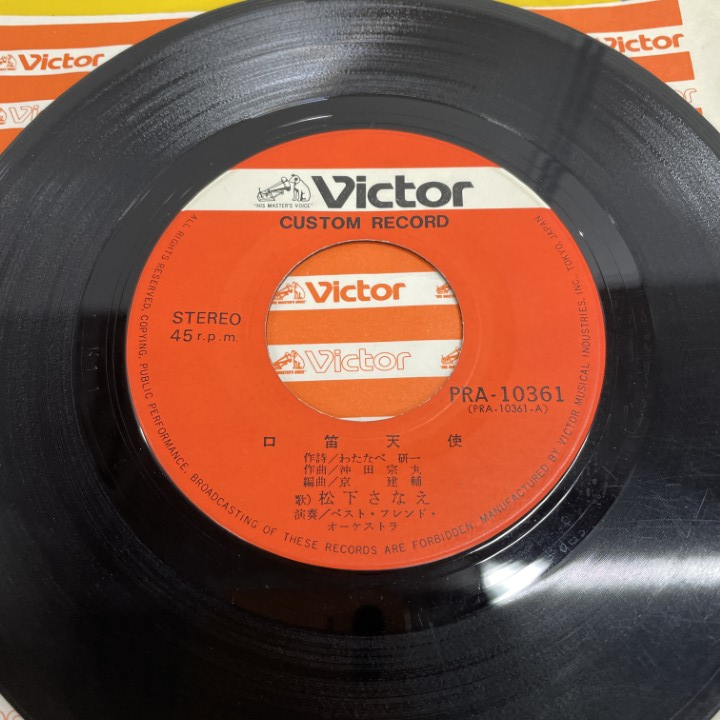 Victor
Victor
Victor
"HIS MASTER'S VOICE"
Victor
CUSTOM RECORD
Victor
Victor
STEREO
45 r.p.m.
PRA-10361
(PRA-10361-A)
口笛天使
作詩/わたなべ 研一
作曲/沖田宗丸
編曲/京 建輔
歌)松下さなえ
演奏/ベスト・フレンド・
オーケストラ
ALL RIGHTS RESERVED, COPYING, PUBLIC PERFORMANCE, BROADCASTING OF THESE RECORDS ARE FORBIDDEN, MANUFACTURED BY VICTOR MUSICAL INDUSTRIES, INC., TOKYO, JAPAN